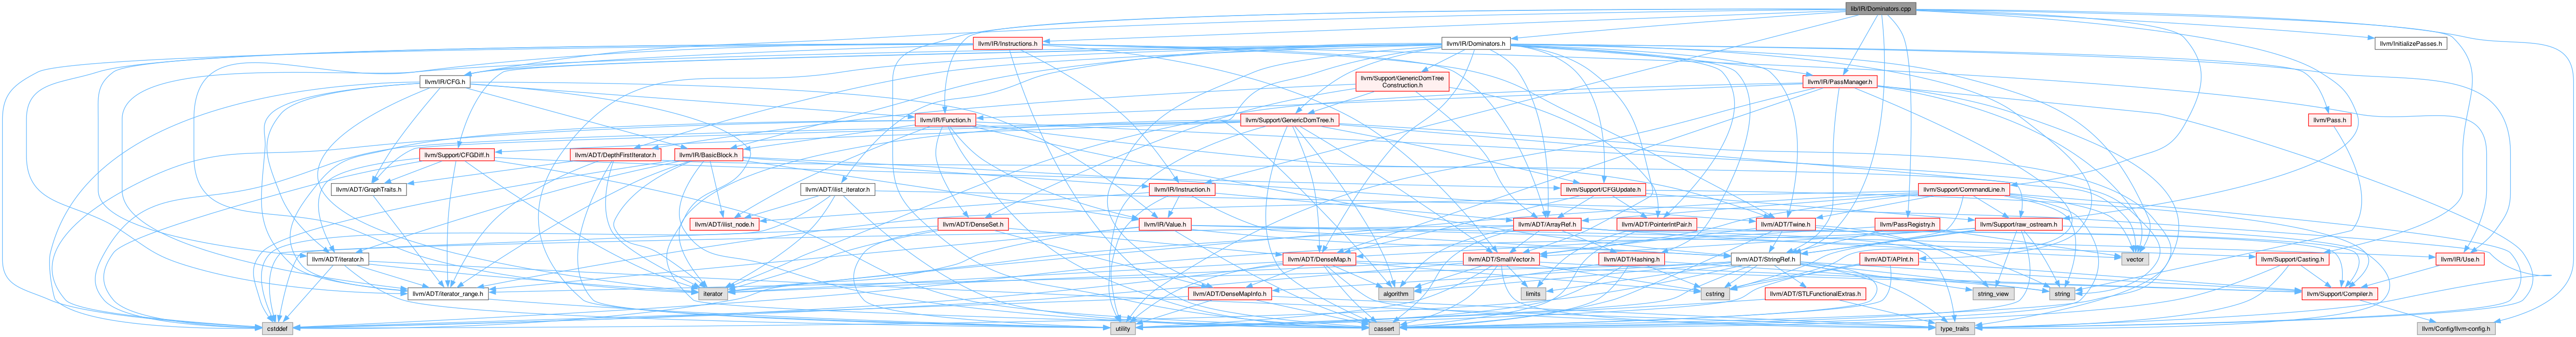 lib/IR/Dominators.cpp
llvm/IR/Instructions.h
llvm/IR/Dominators.h
llvm/InitializePasses.h
llvm/IR/CFG.h
llvm/Support/GenericDomTree
Construction.h
llvm/IR/PassManager.h
llvm/IR/Function.h
llvm/Support/GenericDomTree.h
llvm/Pass.h
llvm/Support/CFGDiff.h
llvm/ADT/DepthFirstIterator.h
llvm/IR/BasicBlock.h
llvm/ADT/GraphTraits.h
llvm/ADT/ilist_iterator.h
llvm/IR/Instruction.h
llvm/Support/CFGUpdate.h
llvm/Support/CommandLine.h
llvm/ADT/ilist_node.h
llvm/ADT/DenseSet.h
llvm/IR/Value.h
llvm/ADT/ArrayRef.h
llvm/ADT/PointerIntPair.h
llvm/ADT/Twine.h
llvm/PassRegistry.h
llvm/Support/raw_ostream.h
llvm/ADT/iterator.h
llvm/ADT/DenseMap.h
llvm/ADT/SmallVector.h
llvm/ADT/Hashing.h
llvm/ADT/StringRef.h
llvm/ADT/APInt.h
vector
llvm/Support/Casting.h
llvm/IR/Use.h
llvm/ADT/iterator_range.h
iterator
llvm/ADT/DenseMapInfo.h
algorithm
limits
cstring
llvm/ADT/STLFunctionalExtras.h
string_view
string
llvm/Support/Compiler.h
cstddef
utility
cassert
type_traits
llvm/Config/llvm-config.h